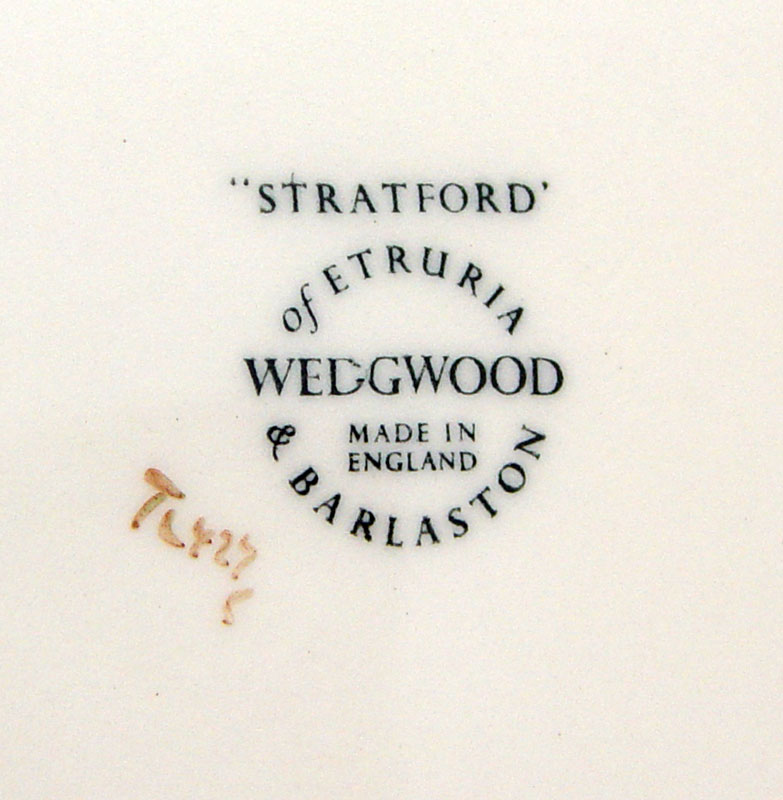 "STRATFORD'
of ETRURIA
WEDGWOOD
MADE IN
ENGLAND
& BARLASTON